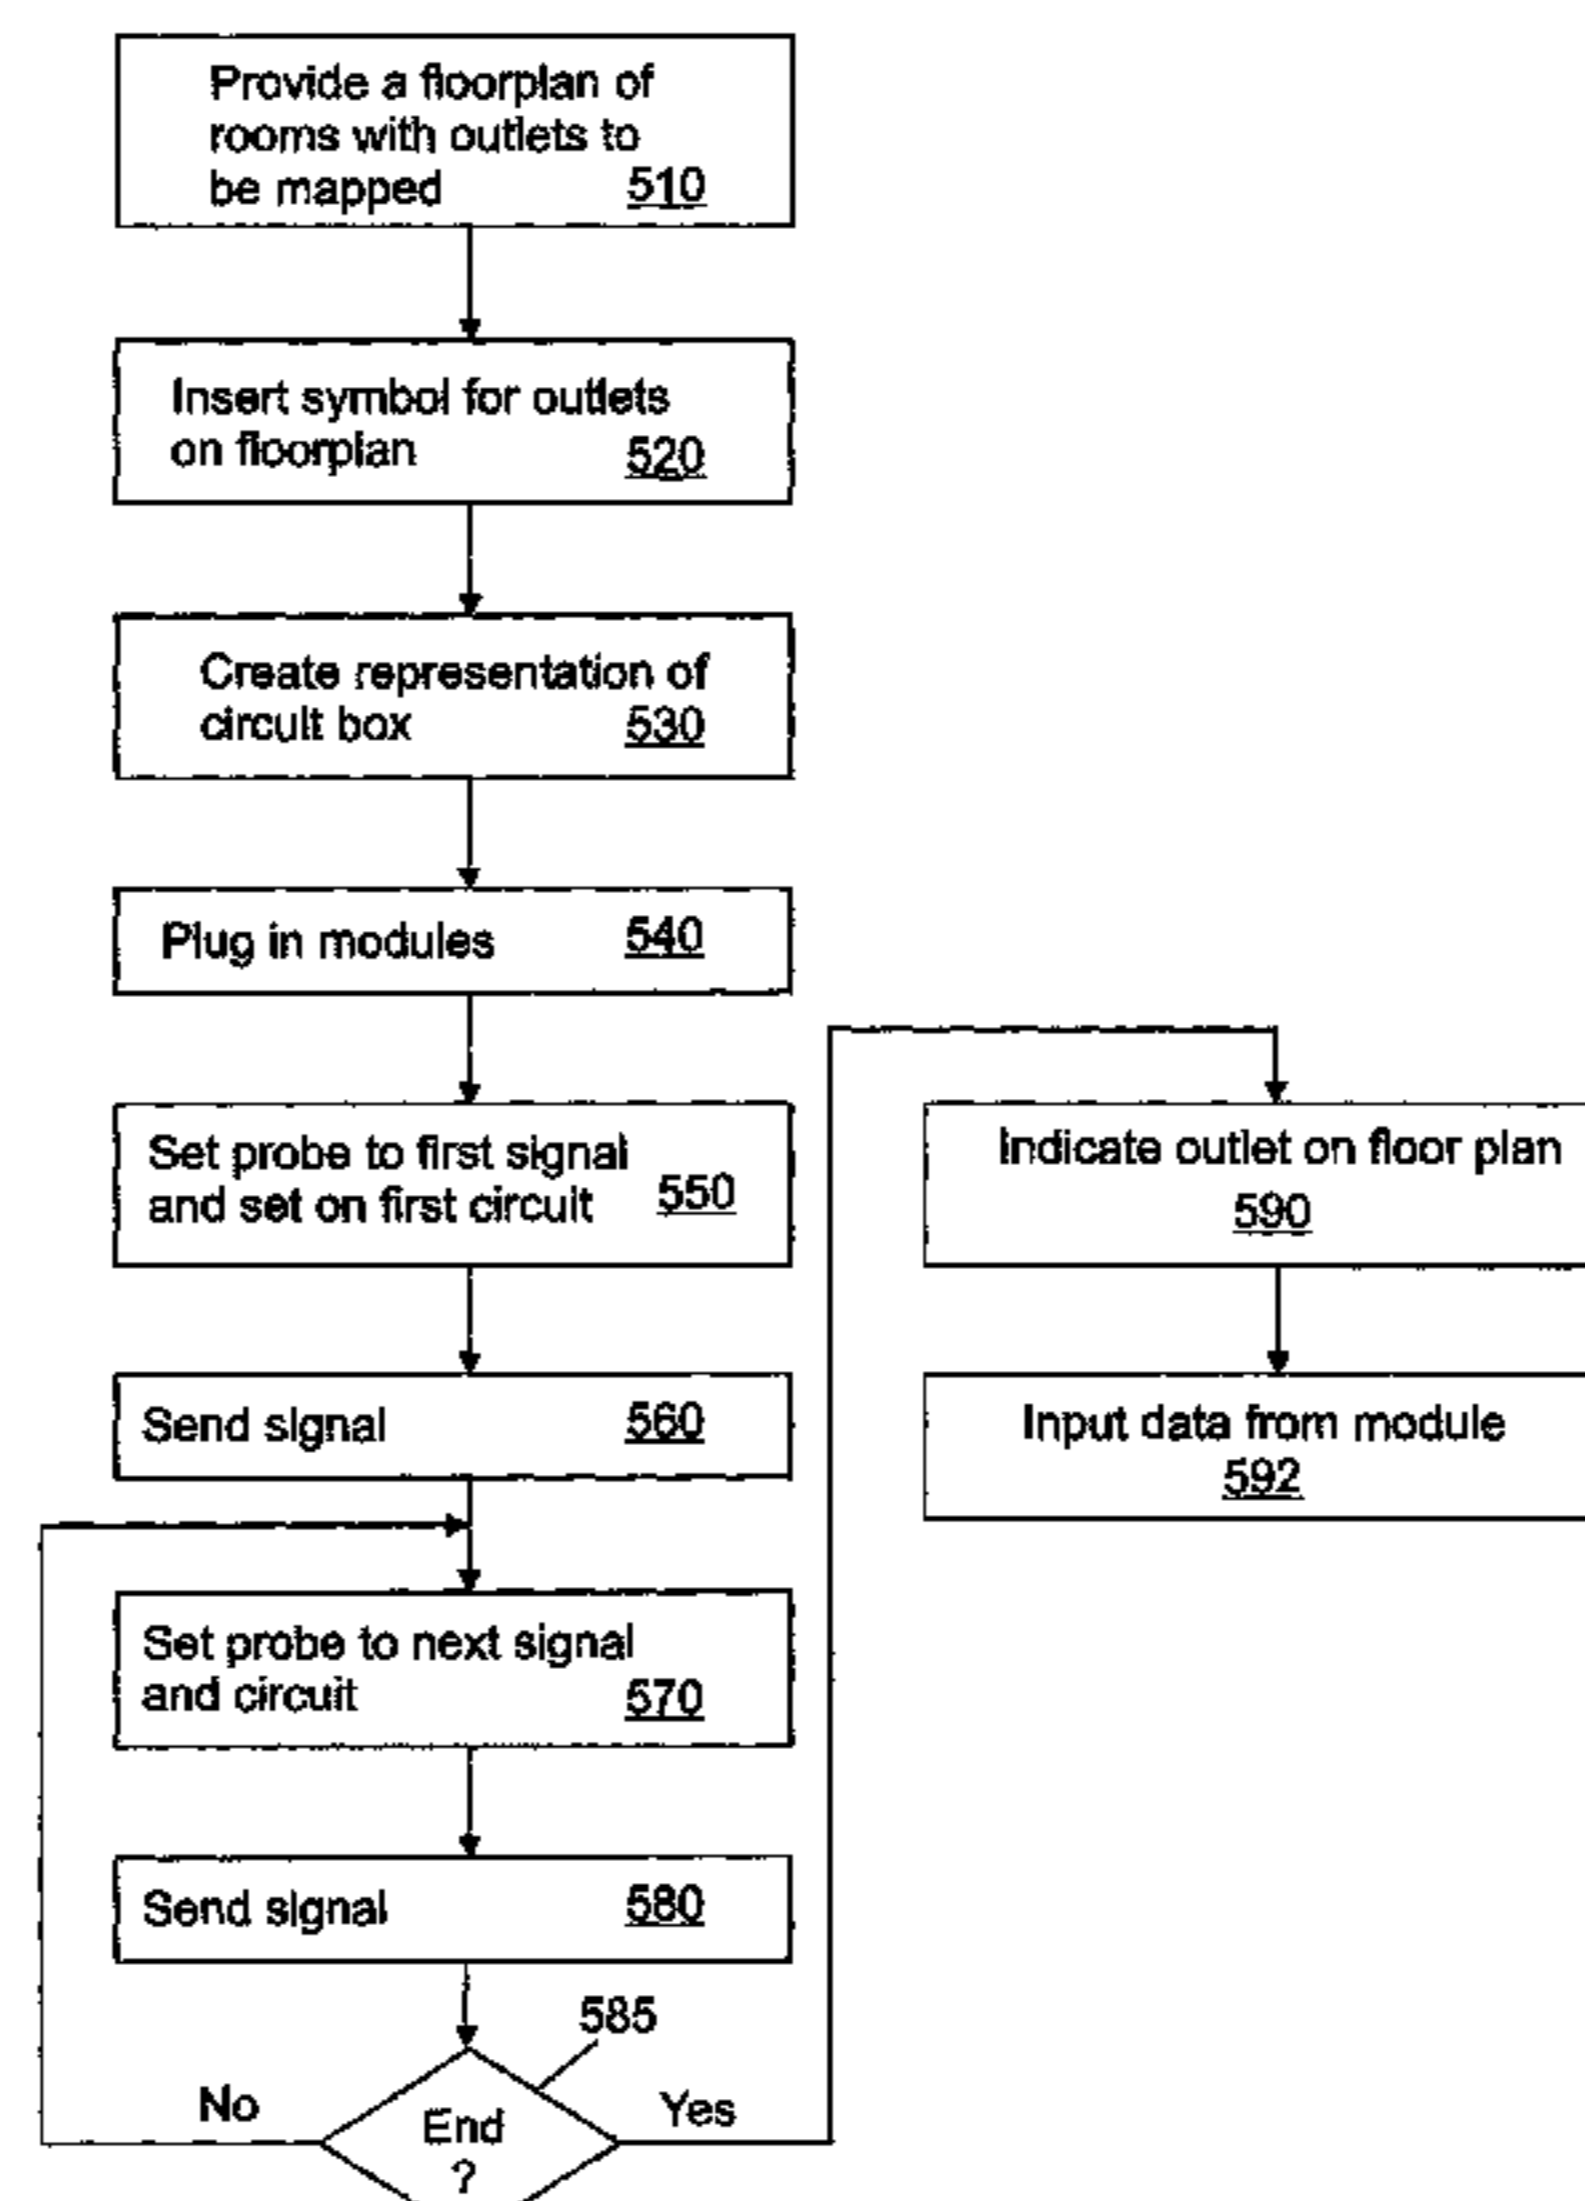 Provide a floorplan of
rooms with outlets to
be mapped 510
Insert symbol for outlets
on floorplan 520
Create representation of
circuit box 530
Plug in modules 540
Set probe to first signal
and set on first circuit 550
Send signal 560
Set probe to next signal
and circuit 570
Send signal 580
585
No
End
?
Yes
Indicate outlet on floor plan
590
Input data from module
592